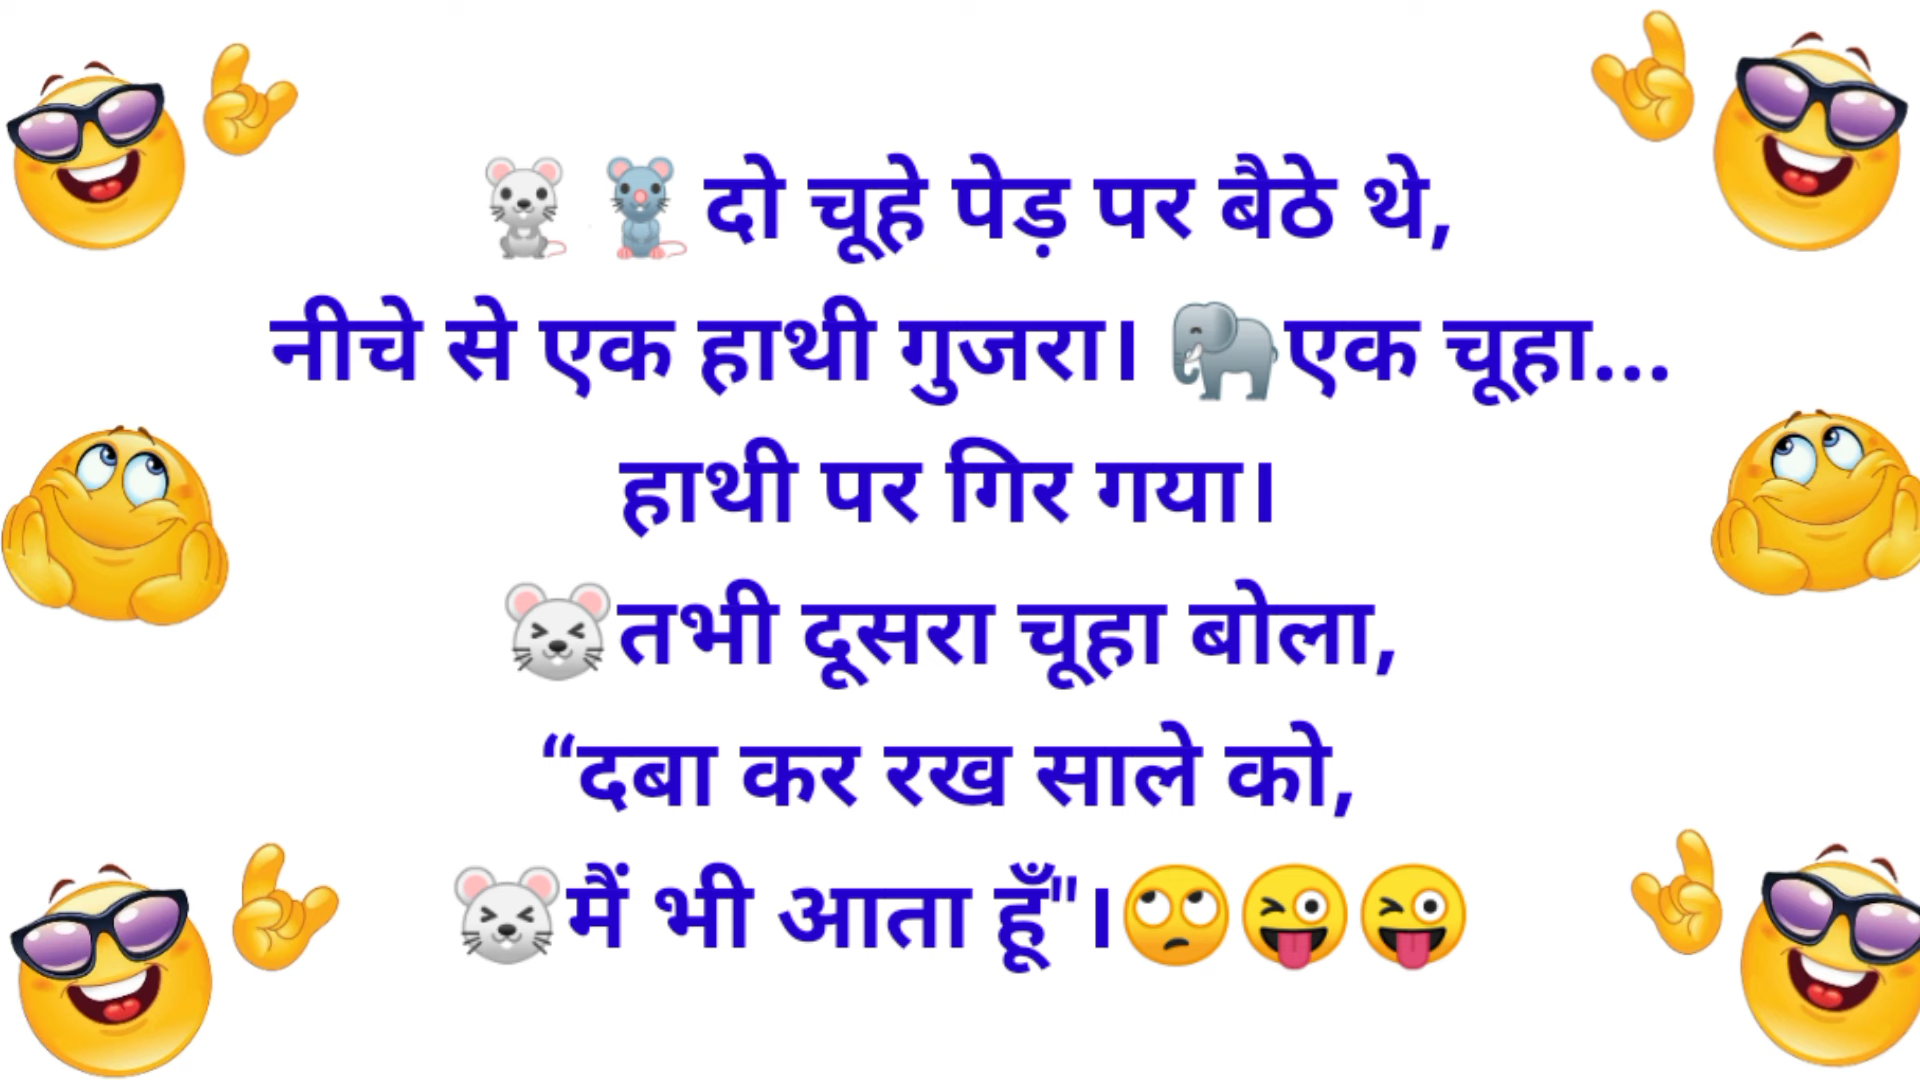 🐭 🐀 दो चूहे पेड़ पर बैठे थे,
नीचे से एक हाथी गुजरा। 🐘एक चूहा...
हाथी पर गिर गया।
🐭तभी दूसरा चूहा बोला,
“दबा कर रख साले को,
🐭मैं भी आता हूँ"।🙄😜😜